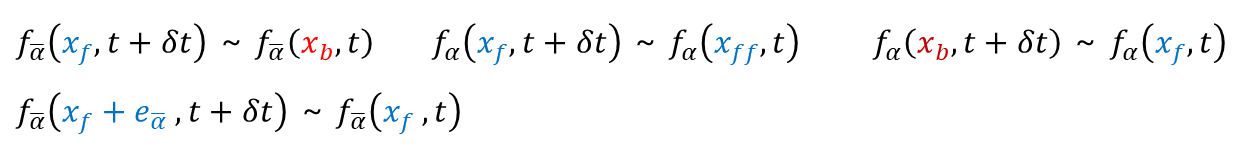 f_ᾱ(x_f, t + δt) ~ f_ᾱ(x_b, t) f_α(x_f, t + δt) ~ f_α(x_ff, t) f_α(x_b, t + δt) ~ f_α(x_f, t)
f_ᾱ(x_f + e_ᾱ , t + δt) ~ f_ᾱ(x_f , t)